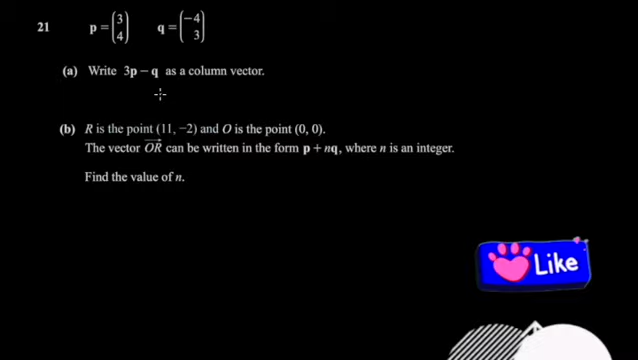 21 p = (3 4) q = (−4 3)
(a) Write 3p − q as a column vector.
(b) R is the point (11, −2) and O is the point (0, 0).
The vector OR can be written in the form p + nq, where n is an integer.
Find the value of n.
Like